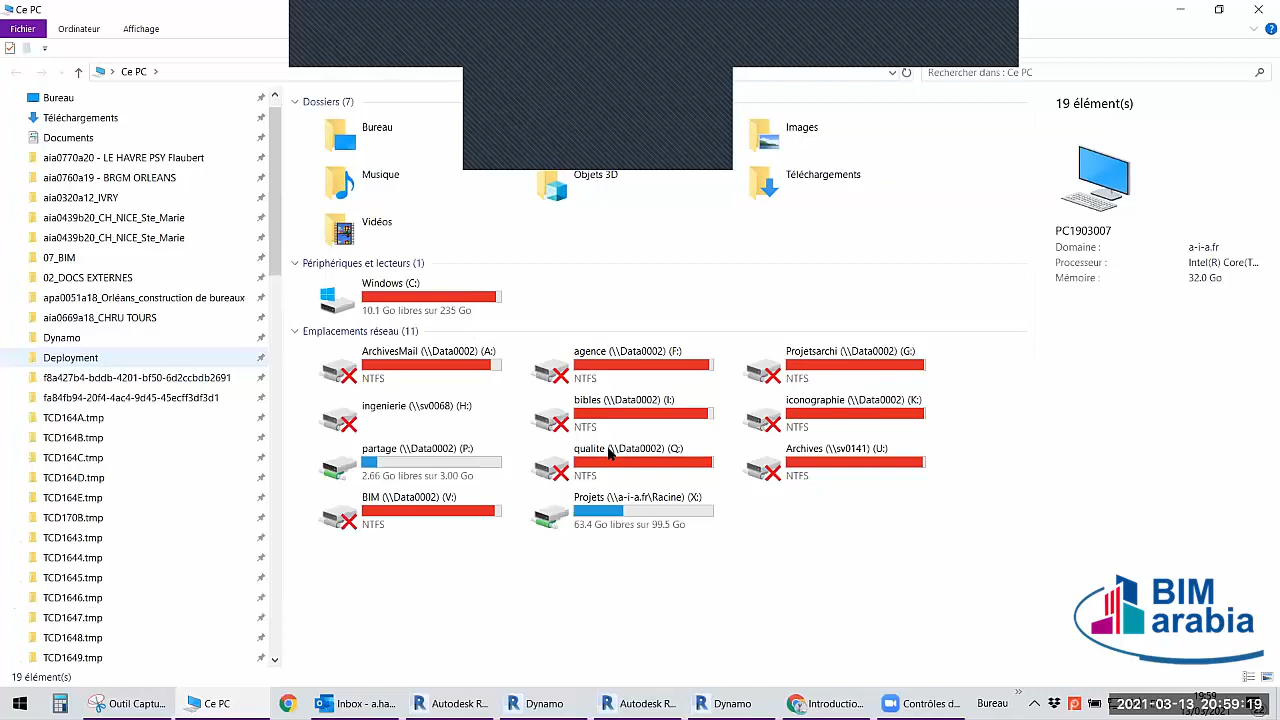 Ce PC
Fichier
Ordinateur
Affichage
Ce PC
Rechercher dans : Ce PC
Bureau
Téléchargements
Documents
aia0770a20 - LE HAVRE PSY Flaubert
aia0760a19 - BRGM ORLEANS
aia0320a12_IVRY
aia0439b20_CH_NICE_Ste_Marie
aia0439b20_CH_NICE_Ste_Marie
07_BIM
02_DOCS EXTERNES
apa0051a18_Orléans_construction de bureaux
aia0669a18_CHRU TOURS
Dynamo
Deployment
f8a427b4-bddb-4201-bf50-6d2ccbdb2691
fa84fb94-20f4-4ac9-9d45-45ecff3df3d1
TCD164A.tmp
TCD164B.tmp
TCD164C.tmp
TCD164D.tmp
TCD164E.tmp
TCD170B.tmp
TCD1643.tmp
TCD1644.tmp
TCD1645.tmp
TCD1646.tmp
TCD1647.tmp
TCD1648.tmp
TCD1649.tmp
Dossiers (7)
Bureau
Images
Musique
Objets 3D
Téléchargements
Vidéos
Périphériques et lecteurs (1)
Windows (C:)
10.1 Go libres sur 235 Go
Emplacements réseau (11)
ArchivesMail (\\Data0002) (A:)
NTFS
agence (\\Data0002) (F:)
NTFS
Projetsarchi (\\Data0002) (G:)
NTFS
ingenierie (\\sv0068) (H:)
bibles (\\Data0002) (I:)
NTFS
iconographie (\\Data0002) (K:)
NTFS
partage (\\Data0002) (P:)
2.66 Go libres sur 3.00 Go
qualite (\\Data0002) (Q:)
NTFS
Archives (\\sv0141) (U:)
NTFS
BIM (\\Data0002) (V:)
NTFS
Projets (\\a-i-a.fr\Racine) (X:)
63.4 Go libres sur 99.5 Go
19 élément(s)
PC1903007
Domaine : a-i-a.fr
Processeur : Intel(R) Core(T...
Mémoire : 32.0 Go
BIM
arabia
19 élément(s)
Outil Captu...
Ce PC
Inbox - a.ha...
Autodesk R...
Dynamo
Autodesk R...
Dynamo
Introductio...
Contrôles d...
Bureau
19:59
2021-03-13 20:59:19